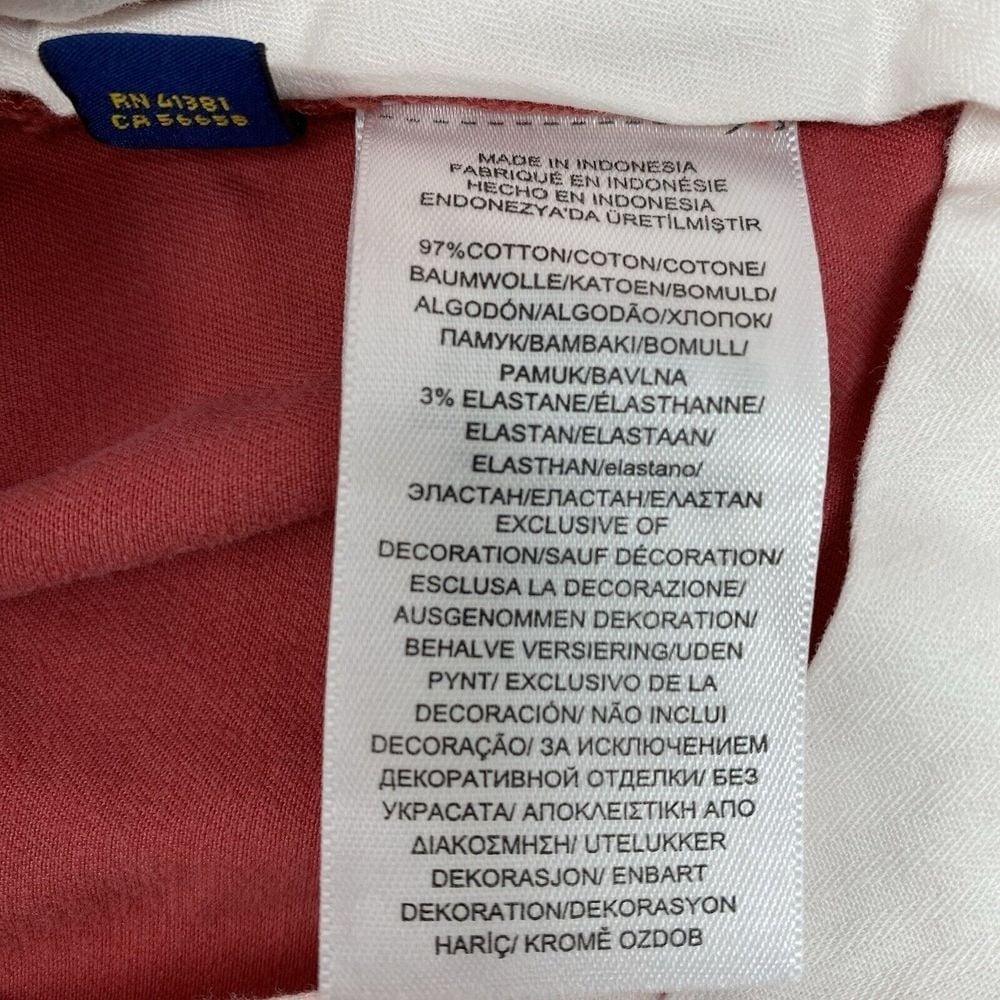 RN 41381
CA 56658
MADE IN INDONESIA
FABRIQUÉ EN INDONÉSIE
HECHO EN INDONESIA
ENDONEZYA'DA ÜRETİLMİŞTİR
97%COTTON/COTON/COTONE/
BAUMWOLLE/KATOEN/BOMULD/
ALGODÓN/ALGODÃO/ХЛОПОК/
ПАМУК/BAMBAKI/BOMULL/
PAMUK/BAVLNA
3% ELASTANE/ÉLASTHANNE/
ELASTAN/ELASTAAN/
ELASTHAN/elastano/
ЭЛАСТАН/ЕЛАСТАН/ΕΛΑΣΤΑΝ
EXCLUSIVE OF
DECORATION/SAUF DÉCORATION/
ESCLUSA LA DECORAZIONE/
AUSGENOMMEN DEKORATION/
BEHALVE VERSIERING/UDEN
PYNT/ EXCLUSIVO DE LA
DECORACIÓN/ NÃO INCLUI
DECORAÇÃO/ ЗА ИСКЛЮЧЕНИЕМ
ДЕКОРАТИВНОЙ ОТДЕЛКИ/ БЕЗ
УКРАСАТА/ ΑΠΟΚΛΕΙΣΤΙΚΗ ΑΠΟ
ΔΙΑΚΟΣΜΗΣΗ/ UTELUKKER
DEKORASJON/ ENBART
DEKORATION/DEKORASYON
HARİÇ/ KROMĚ OZDOB